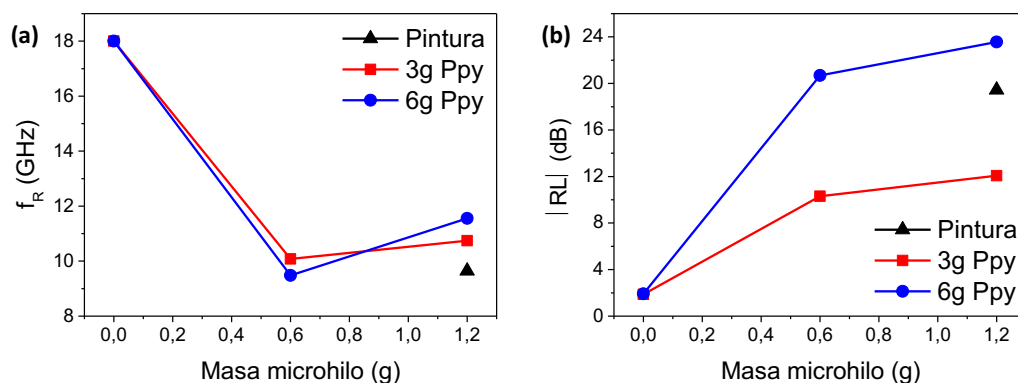 (a)
18
16
14
12
10
8
f_R (GHz)
0,0 0,2 0,4 0,6 0,8 1,0 1,2
Masa microhilo (g)
Pintura
3g Ppy
6g Ppy
(b)
24
20
16
12
8
4
0
|RL| (dB)
0,0 0,2 0,4 0,6 0,8 1,0 1,2
Masa microhilo (g)
Pintura
3g Ppy
6g Ppy